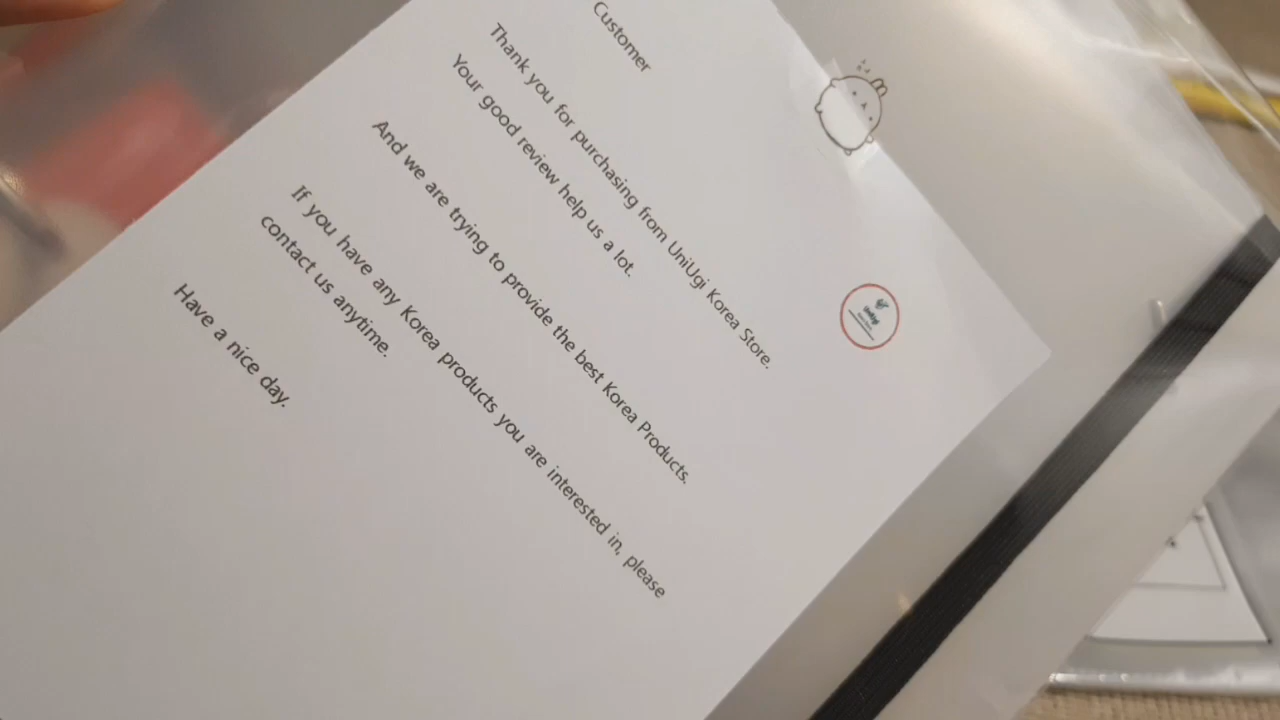 Customer
Thank you for purchasing from UniUgi Korea Store.
Your good review help us a lot.
And we are trying to provide the best Korea Products.
If you have any Korea products you are interested in, please
contact us anytime.
Have a nice day.
UniUgi